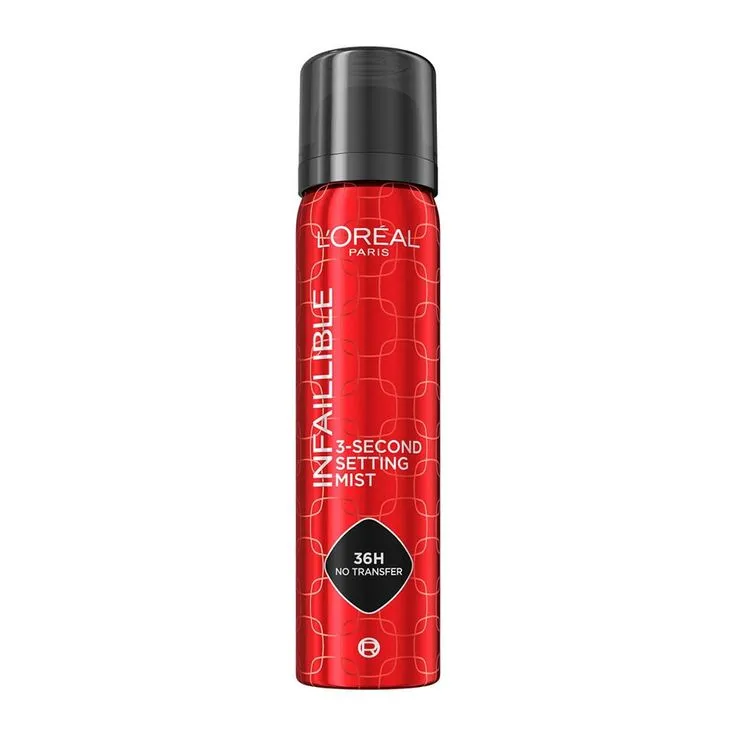 L'ORÉAL
PARIS
INFAILLIBLE
3-SECOND
SETTING
MIST
36H
NO TRANSFER